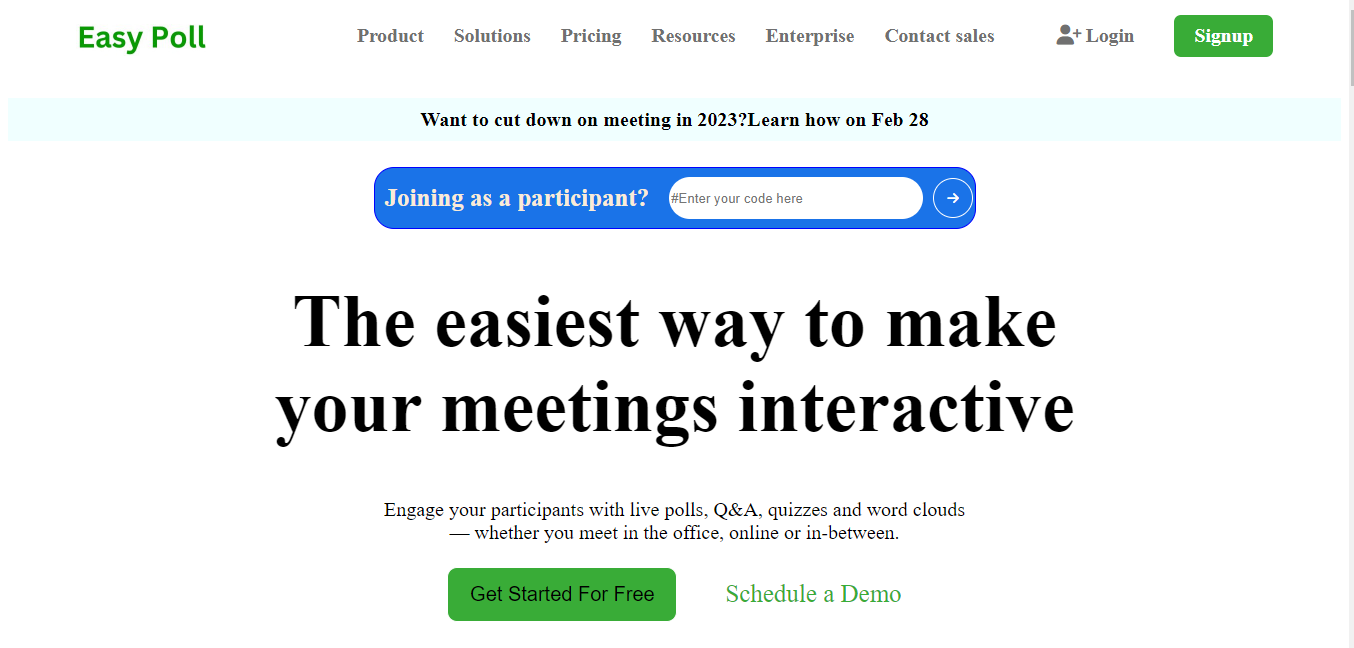 Easy Poll
Product Solutions Pricing Resources Enterprise Contact sales Login Signup
Want to cut down on meeting in 2023?Learn how on Feb 28
Joining as a participant? #Enter your code here
The easiest way to make
your meetings interactive
Engage your participants with live polls, Q&A, quizzes and word clouds
— whether you meet in the office, online or in-between.
Get Started For Free Schedule a Demo